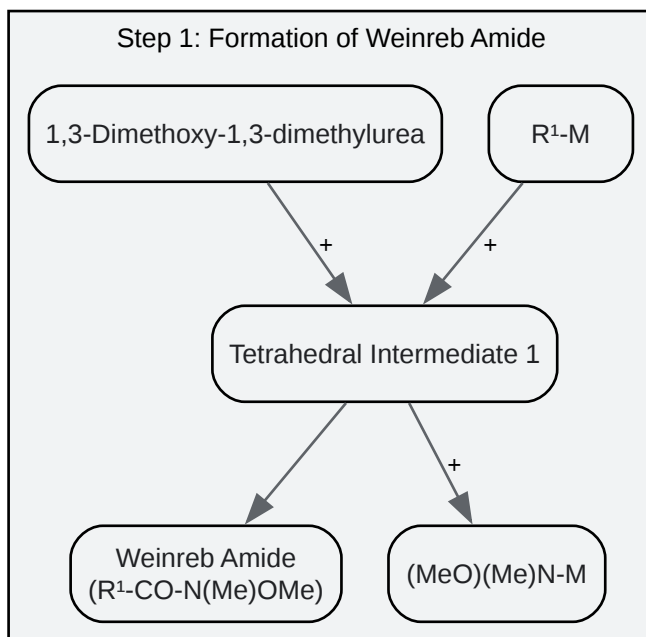 Step 1: Formation of Weinreb Amide
1,3-Dimethoxy-1,3-dimethylurea
R¹-M
+
+
Tetrahedral Intermediate 1
+
Weinreb Amide
(R¹-CO-N(Me)OMe)
(MeO)(Me)N-M